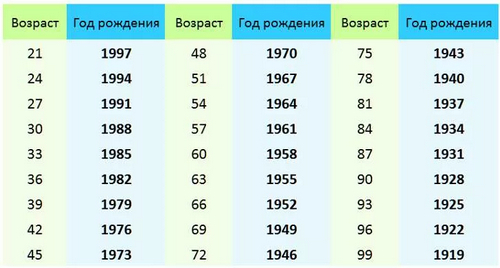 Возраст Год рождения Возраст Год рождения Возраст Год рождения
21 1997 48 1970 75 1943
24 1994 51 1967 78 1940
27 1991 54 1964 81 1937
30 1988 57 1961 84 1934
33 1985 60 1958 87 1931
36 1982 63 1955 90 1928
39 1979 66 1952 93 1925
42 1976 69 1949 96 1922
45 1973 72 1946 99 1919